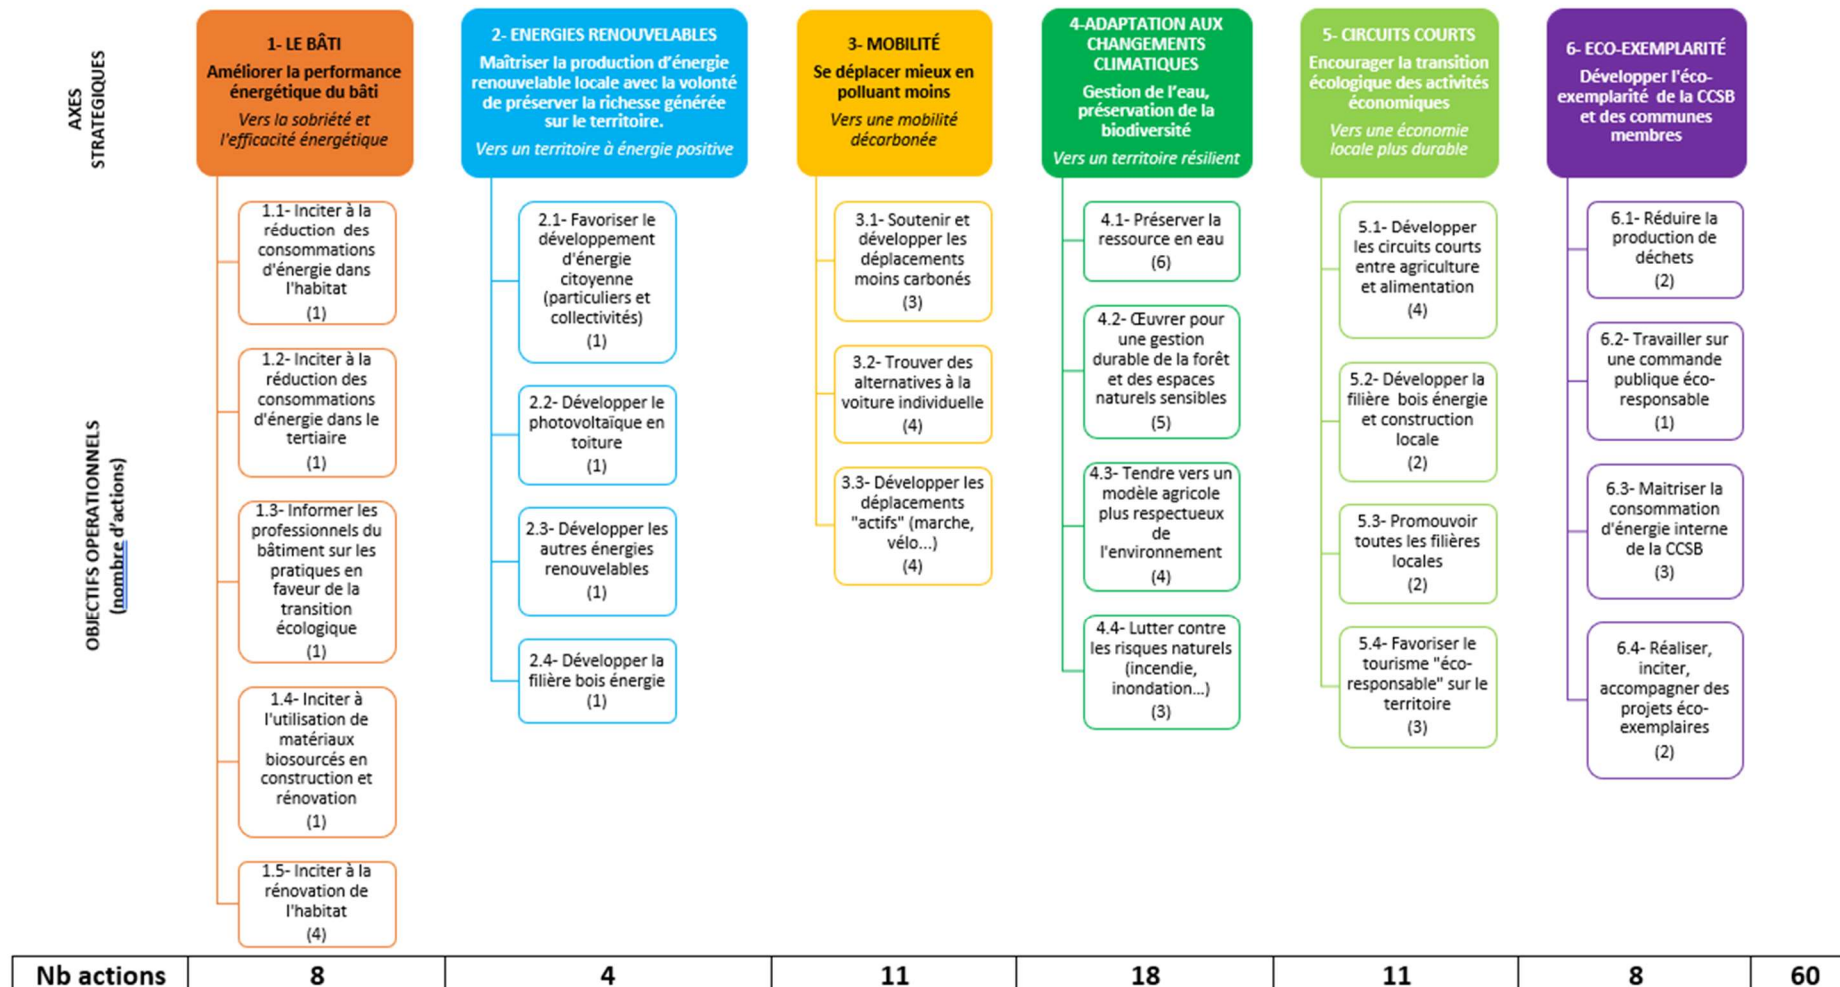 AXES
STRATEGIQUES
1- LE BÂTI
Améliorer la performance
énergétique du bâti
Vers la sobriété et
l'efficacité énergétique
2- ENERGIES RENOUVELABLES
Maîtriser la production d'énergie
renouvelable locale avec la volonté
de préserver la richesse générée
sur le territoire.
Vers un territoire à énergie positive
3- MOBILITÉ
Se déplacer mieux en
polluant moins
Vers une mobilité
décarbonée
4-ADAPTATION AUX
CHANGEMENTS
CLIMATIQUES
Gestion de l'eau,
préservation de la
biodiversité
Vers un territoire résilient
5- CIRCUITS COURTS
Encourager la transition
écologique des activités
économiques
Vers une économie
locale plus durable
6- ECO-EXEMPLARITÉ
Développer l'éco-
exemplarité de la CCSB
et des communes
membres
OBJECTIFS OPERATIONNELS
(nombre d'actions)
1.1- Inciter à la
réduction des
consommations
d'énergie dans
l'habitat
(1)
1.2- Inciter à la
réduction des
consommations
d'énergie dans le
tertiaire
(1)
1.3- Informer les
professionnels du
bâtiment sur les
pratiques en
faveur de la
transition
écologique
(1)
1.4- Inciter à
l'utilisation de
matériaux
biosourcés en
construction et
rénovation
(1)
1.5- Inciter à la
rénovation de
l'habitat
(4)
2.1- Favoriser le
développement
d'énergie
citoyenne
(particuliers et
collectivités)
(1)
2.2- Développer le
photovoltaïque en
toiture
(1)
2.3- Développer les
autres énergies
renouvelables
(1)
2.4- Développer la
filière bois énergie
(1)
3.1- Soutenir et
développer les
déplacements
moins carbonés
(3)
3.2- Trouver des
alternatives à la
voiture individuelle
(4)
3.3- Développer les
déplacements
"actifs" (marche,
vélo...)
(4)
4.1- Préserver la
ressource en eau
(6)
4.2- Œuvrer pour
une gestion
durable de la forêt
et des espaces
naturels sensibles
(5)
4.3- Tendre vers un
modèle agricole
plus respectueux
de
l'environnement
(4)
4.4- Lutter contre
les risques naturels
(incendie,
inondation...)
(3)
5.1- Développer
les circuits courts
entre agriculture
et alimentation
(4)
5.2- Développer la
filière bois énergie
et construction
locale
(2)
5.3- Promouvoir
toutes les filières
locales
(2)
5.4- Favoriser le
tourisme "éco-
responsable" sur le
territoire
(3)
6.1- Réduire la
production de
déchets
(2)
6.2- Travailler sur
une commande
publique éco-
responsable
(1)
6.3- Maitriser la
consommation
d'énergie interne
de la CCSB
(3)
6.4- Réaliser,
inciter,
accompagner des
projets éco-
exemplaires
(2)
Nb actions 8 4 11 18 11 8 60